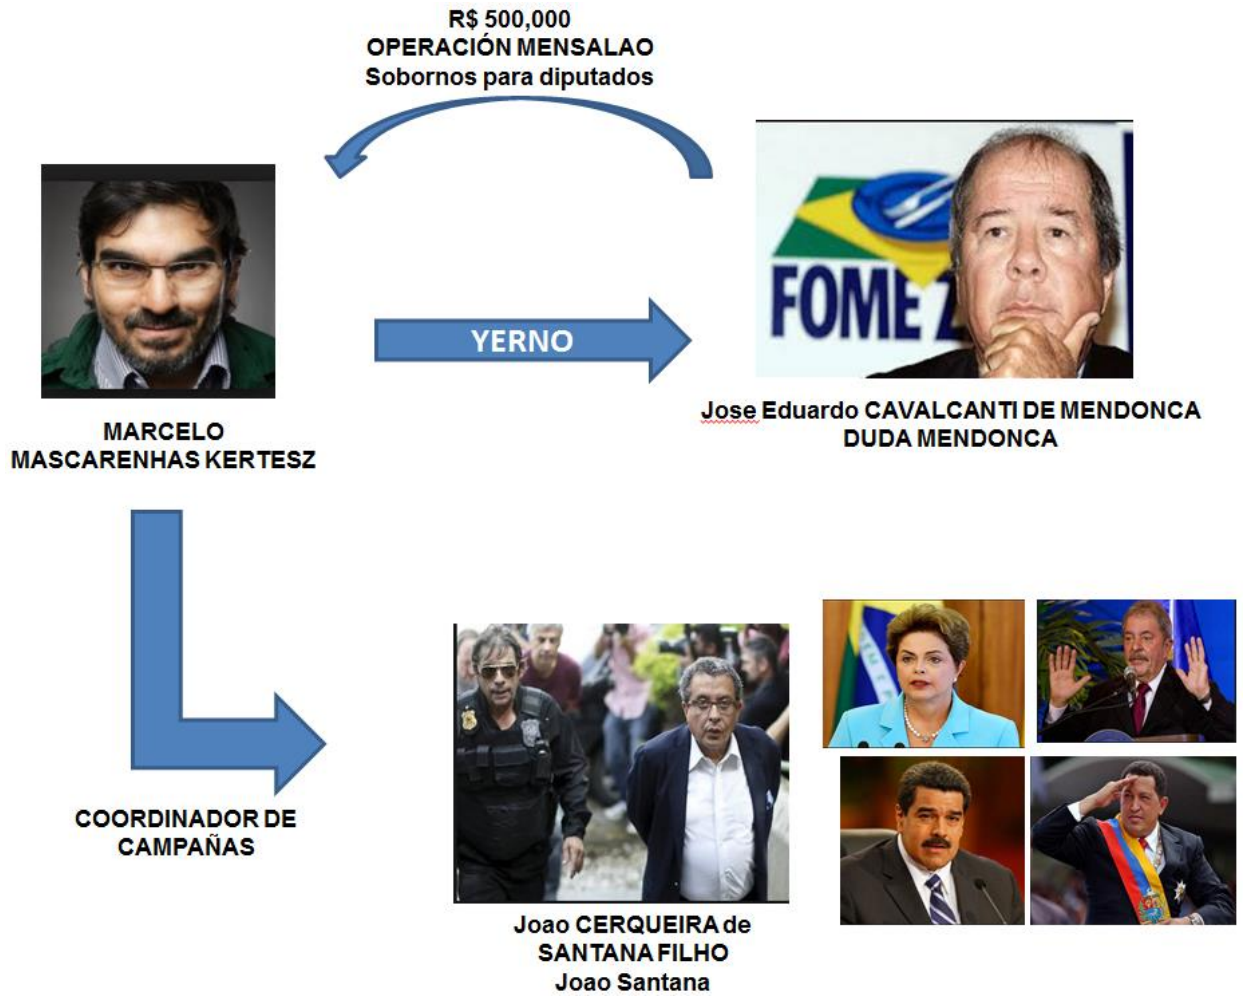 R$ 500,000
OPERACIÓN MENSALAO
Sobornos para diputados
FOME Z
YERNO
MARCELO
MASCARENHAS KERTESZ
Jose Eduardo CAVALCANTI DE MENDONCA
DUDA MENDONCA
COORDINADOR DE
CAMPAÑAS
Joao CERQUEIRA de
SANTANA FILHO
Joao Santana